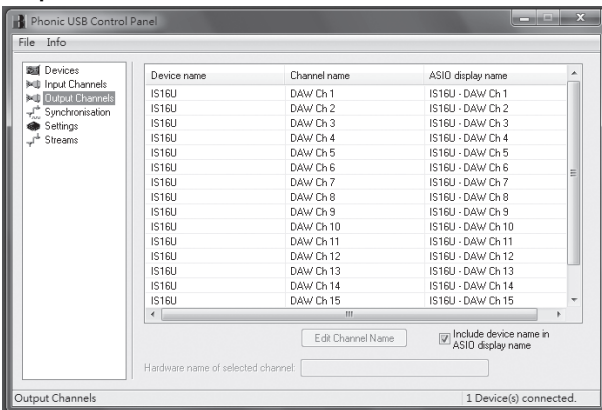 Phonic USB Control Panel
File Info
Devices
Input Channels
Output Channels
Synchronisation
Settings
Streams
Device name Channel name ASIO display name
IS16U DAW Ch 1 IS16U - DAW Ch 1
IS16U DAW Ch 2 IS16U - DAW Ch 2
IS16U DAW Ch 3 IS16U - DAW Ch 3
IS16U DAW Ch 4 IS16U - DAW Ch 4
IS16U DAW Ch 5 IS16U - DAW Ch 5
IS16U DAW Ch 6 IS16U - DAW Ch 6
IS16U DAW Ch 7 IS16U - DAW Ch 7
IS16U DAW Ch 8 IS16U - DAW Ch 8
IS16U DAW Ch 9 IS16U - DAW Ch 9
IS16U DAW Ch 10 IS16U - DAW Ch 10
IS16U DAW Ch 11 IS16U - DAW Ch 11
IS16U DAW Ch 12 IS16U - DAW Ch 12
IS16U DAW Ch 13 IS16U - DAW Ch 13
IS16U DAW Ch 14 IS16U - DAW Ch 14
IS16U DAW Ch 15 IS16U - DAW Ch 15
Edit Channel Name
Include device name in
ASIO display name
Hardware name of selected channel:
Output Channels 1 Device(s) connected.